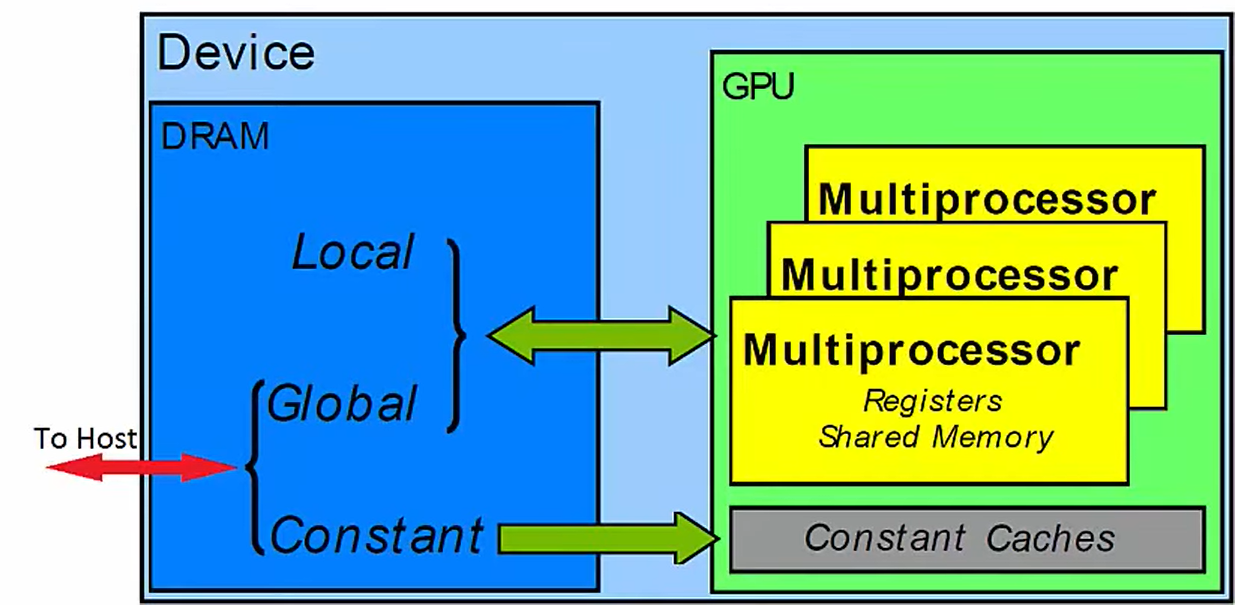 Device
DRAM
Local
Global
To Host
Constant
GPU
Multiprocessor
Multiprocessor
Multiprocessor
Registers
Shared Memory
Constant Caches